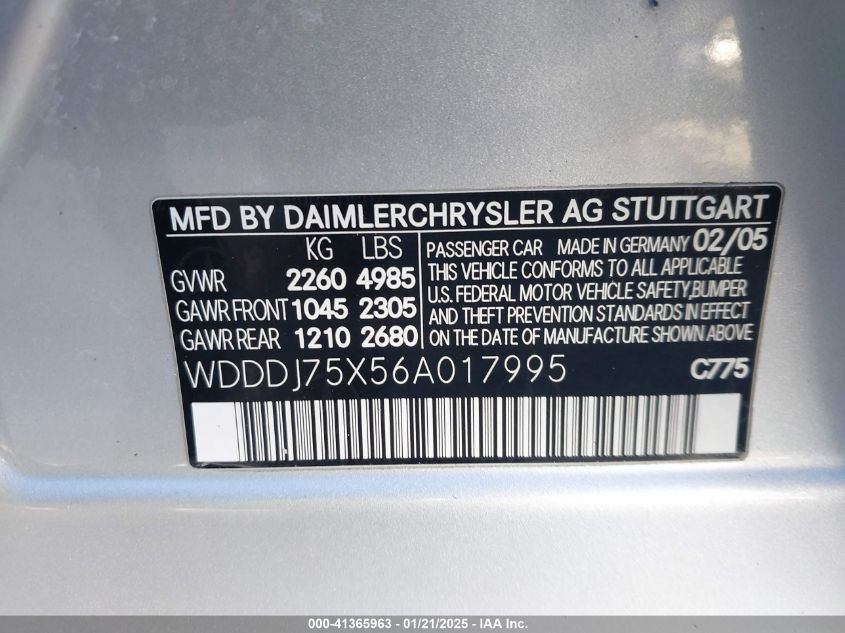 MFD BY DAIMLERCHRYSLER AG STUTTGART
KG LBS
GVWR 2260 4985
GAWR FRONT 1045 2305
GAWR REAR 1210 2680
PASSENGER CAR MADE IN GERMANY 02/05
THIS VEHICLE CONFORMS TO ALL APPLICABLE
U.S. FEDERAL MOTOR VEHICLE SAFETY,BUMPER
AND THEFT PREVENTION STANDARDS IN EFFECT
ON THE DATE OF MANUFACTURE SHOWN ABOVE
WDDDJ75X56A017995 C775
000-41365963 - 01/21/2025 - IAA Inc.